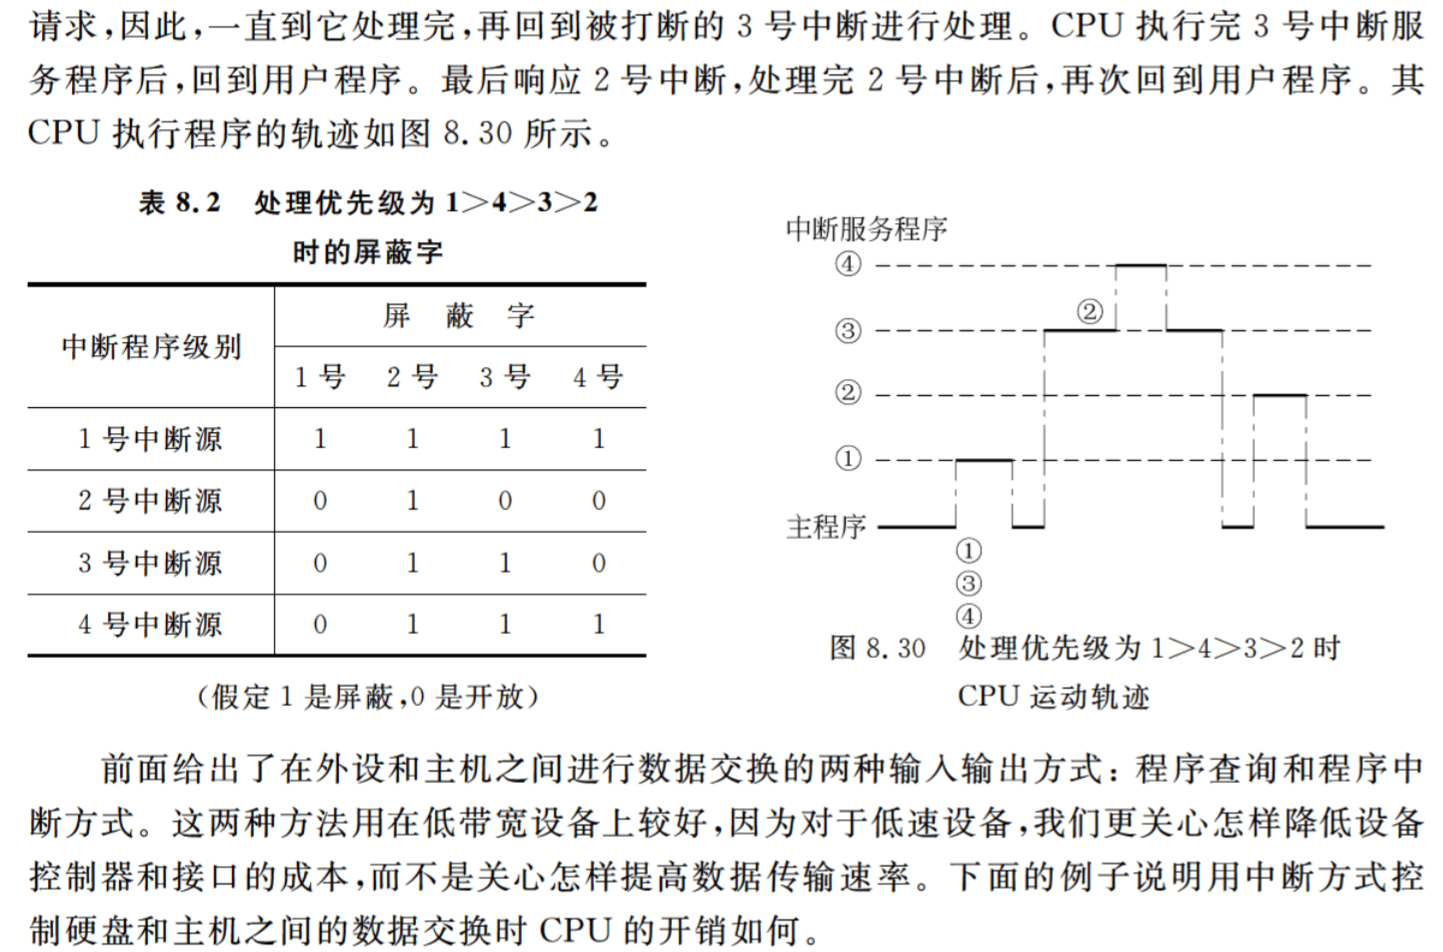 请求,因此,一直到它处理完,再回到被打断的 3 号中断进行处理。CPU 执行完 3 号中断服
务程序后,回到用户程序。最后响应 2 号中断,处理完 2 号中断后,再次回到用户程序。其
CPU 执行程序的轨迹如图 8.30 所示。
表 8.2 处理优先级为 1>4>3>2
时的屏蔽字
中断程序级别
屏 蔽 字
1 号 2 号 3 号 4 号
1 号中断源 1 1 1 1
2 号中断源 0 1 0 0
3 号中断源 0 1 1 0
4 号中断源 0 1 1 1
(假定 1 是屏蔽,0 是开放)
中断服务程序
④
②
③
②
①
主程序
①
③
④
图 8.30 处理优先级为 1>4>3>2 时
CPU 运动轨迹
前面给出了在外设和主机之间进行数据交换的两种输入输出方式:程序查询和程序中
断方式。这两种方法用在低带宽设备上较好,因为对于低速设备,我们更关心怎样降低设备
控制器和接口的成本,而不是关心怎样提高数据传输速率。下面的例子说明用中断方式控
制硬盘和主机之间的数据交换时 CPU 的开销如何。